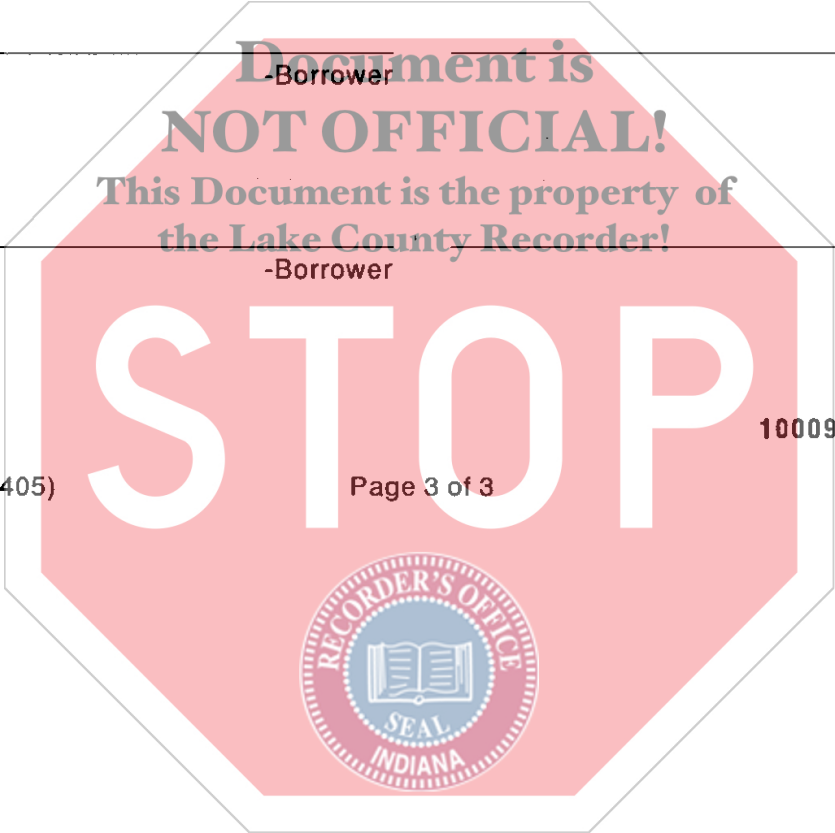 Document is
-Borrower
NOT OFFICIAL!
This Document is the property of
the Lake County Recorder!
-Borrower
STOP
10009
405)
Page 3 of 3
RECORDER'S OFFICE
SEAL
INDIANA